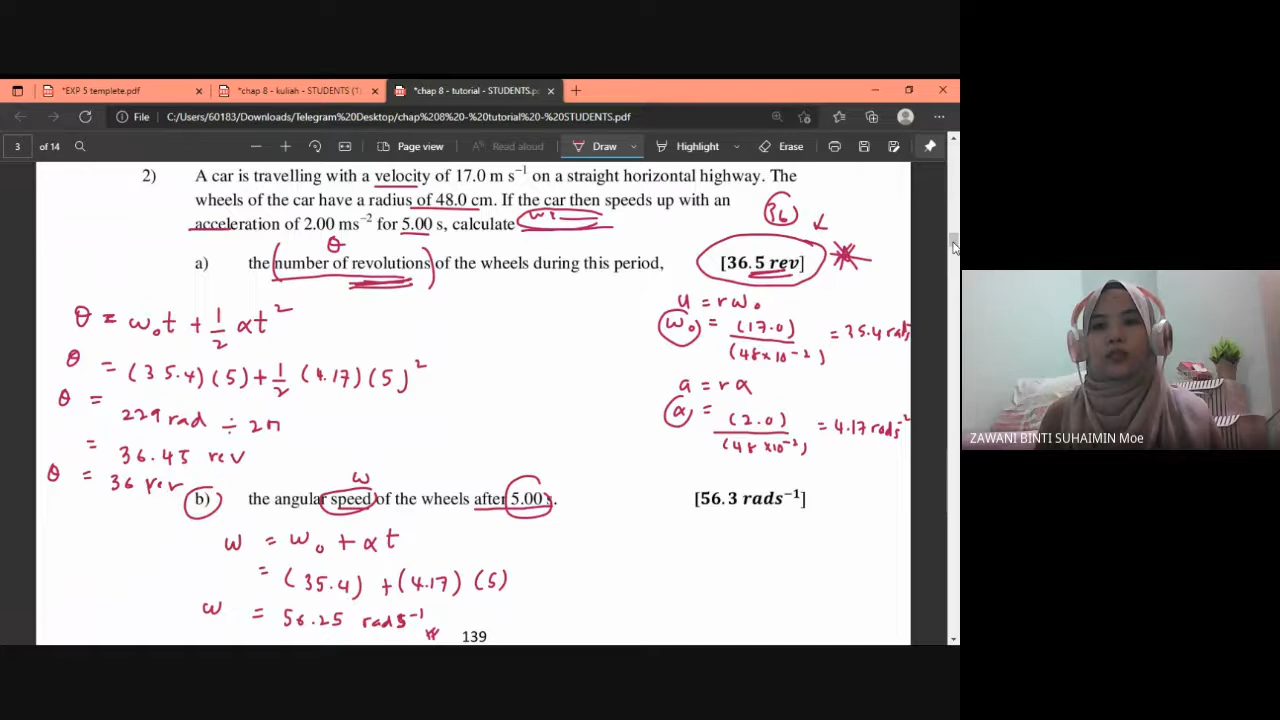 *EXP 5 templete.pdf
*chap 8 - kuliah - STUDENTS (1
*chap 8 - tutorial - STUDENTS.p
File C:/Users/60183/Downloads/Telegram%20Desktop/chap%208%20-%20tutorial%20-%20STUDENTS.pdf
3 of 14 Page view Read aloud Draw Highlight Erase
2) A car is travelling with a velocity of 17.0 m s⁻¹ on a straight horizontal highway. The
wheels of the car have a radius of 48.0 cm. If the car then speeds up with an
(36)
acceleration of 2.00 ms⁻² for 5.00 s, calculate
θ
a) the (number of revolutions) of the wheels during this period, [36.5 rev]
u = rω₀
θ = ω₀t + 1/2 αt²
ω₀ = (17.0)/(48×10⁻²) = 35.4 rads
θ = (35.4)(5) + 1/2 (4.17)(5)²
a = rα
θ = 229 rad ÷ 2π
α = (2.0)/(48×10⁻²) = 4.17 rads⁻²
= 36.45 rev
θ = 36 rev
ω
b) the angular speed of the wheels after 5.00 s. [56.3 rads⁻¹]
ω = ω₀ + αt
= (35.4) + (4.17)(5)
ω = 56.25 rads⁻¹
139
ZAWANI BINTI SUHAIMIN Moe